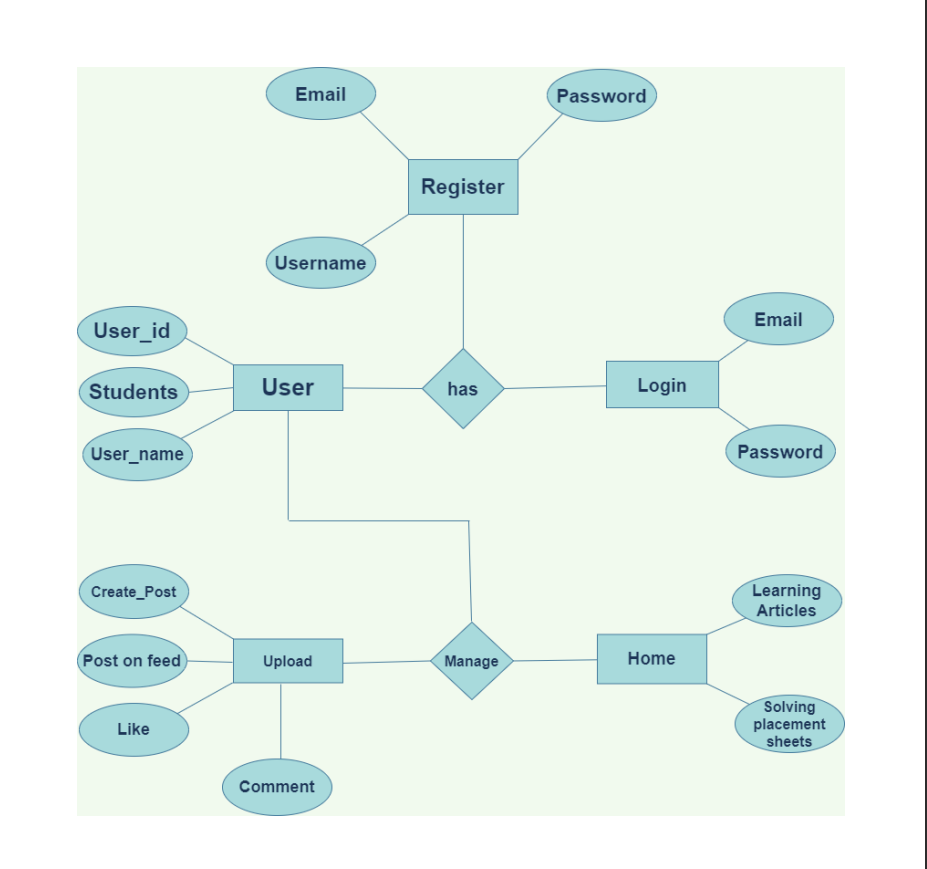 Email
Password
Register
Username
User_id
Students
User_name
User
has
Login
Email
Password
Create_Post
Post on feed
Like
Upload
Comment
Manage
Home
Learning
Articles
Solving
placement
sheets